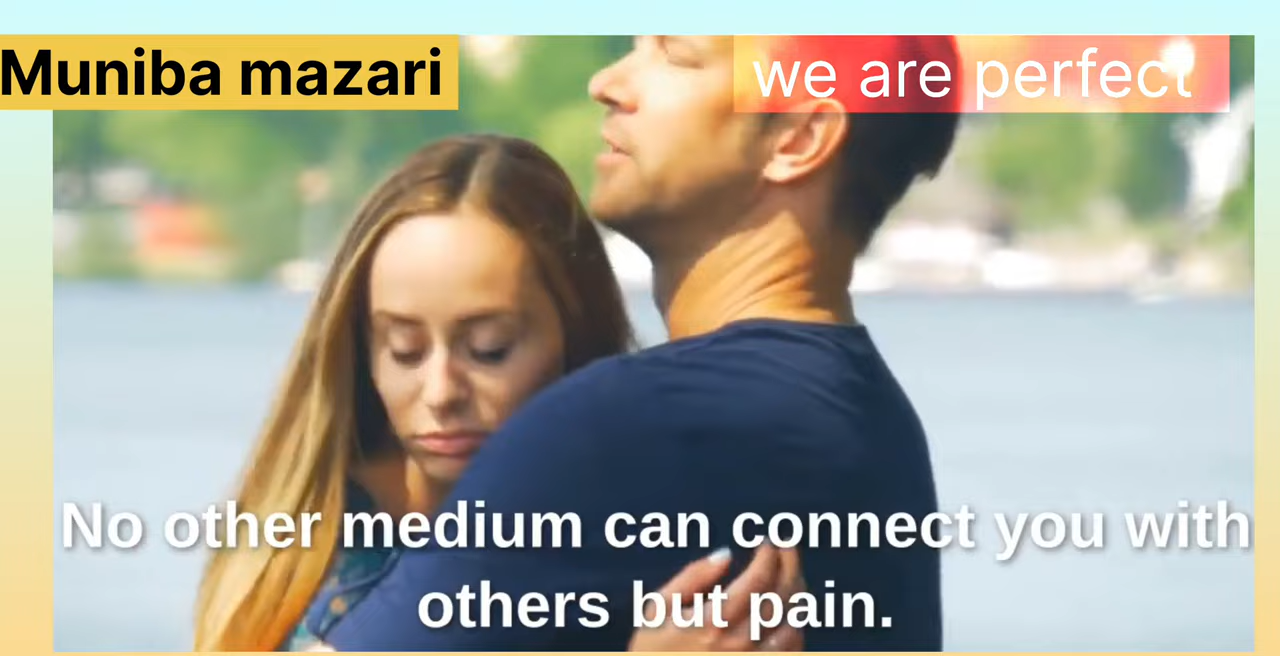 Muniba mazari
we are perfect
No other medium can connect you with
others but pain.